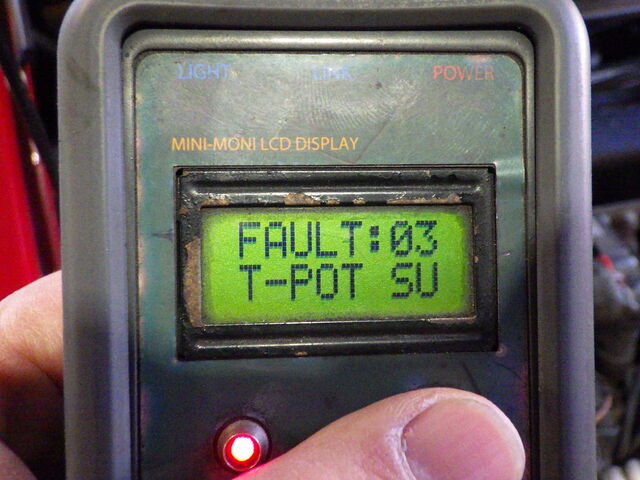 LIGHT LINK POWER
MINI-MONI LCD DISPLAY
FAULT:03
T-POT SU